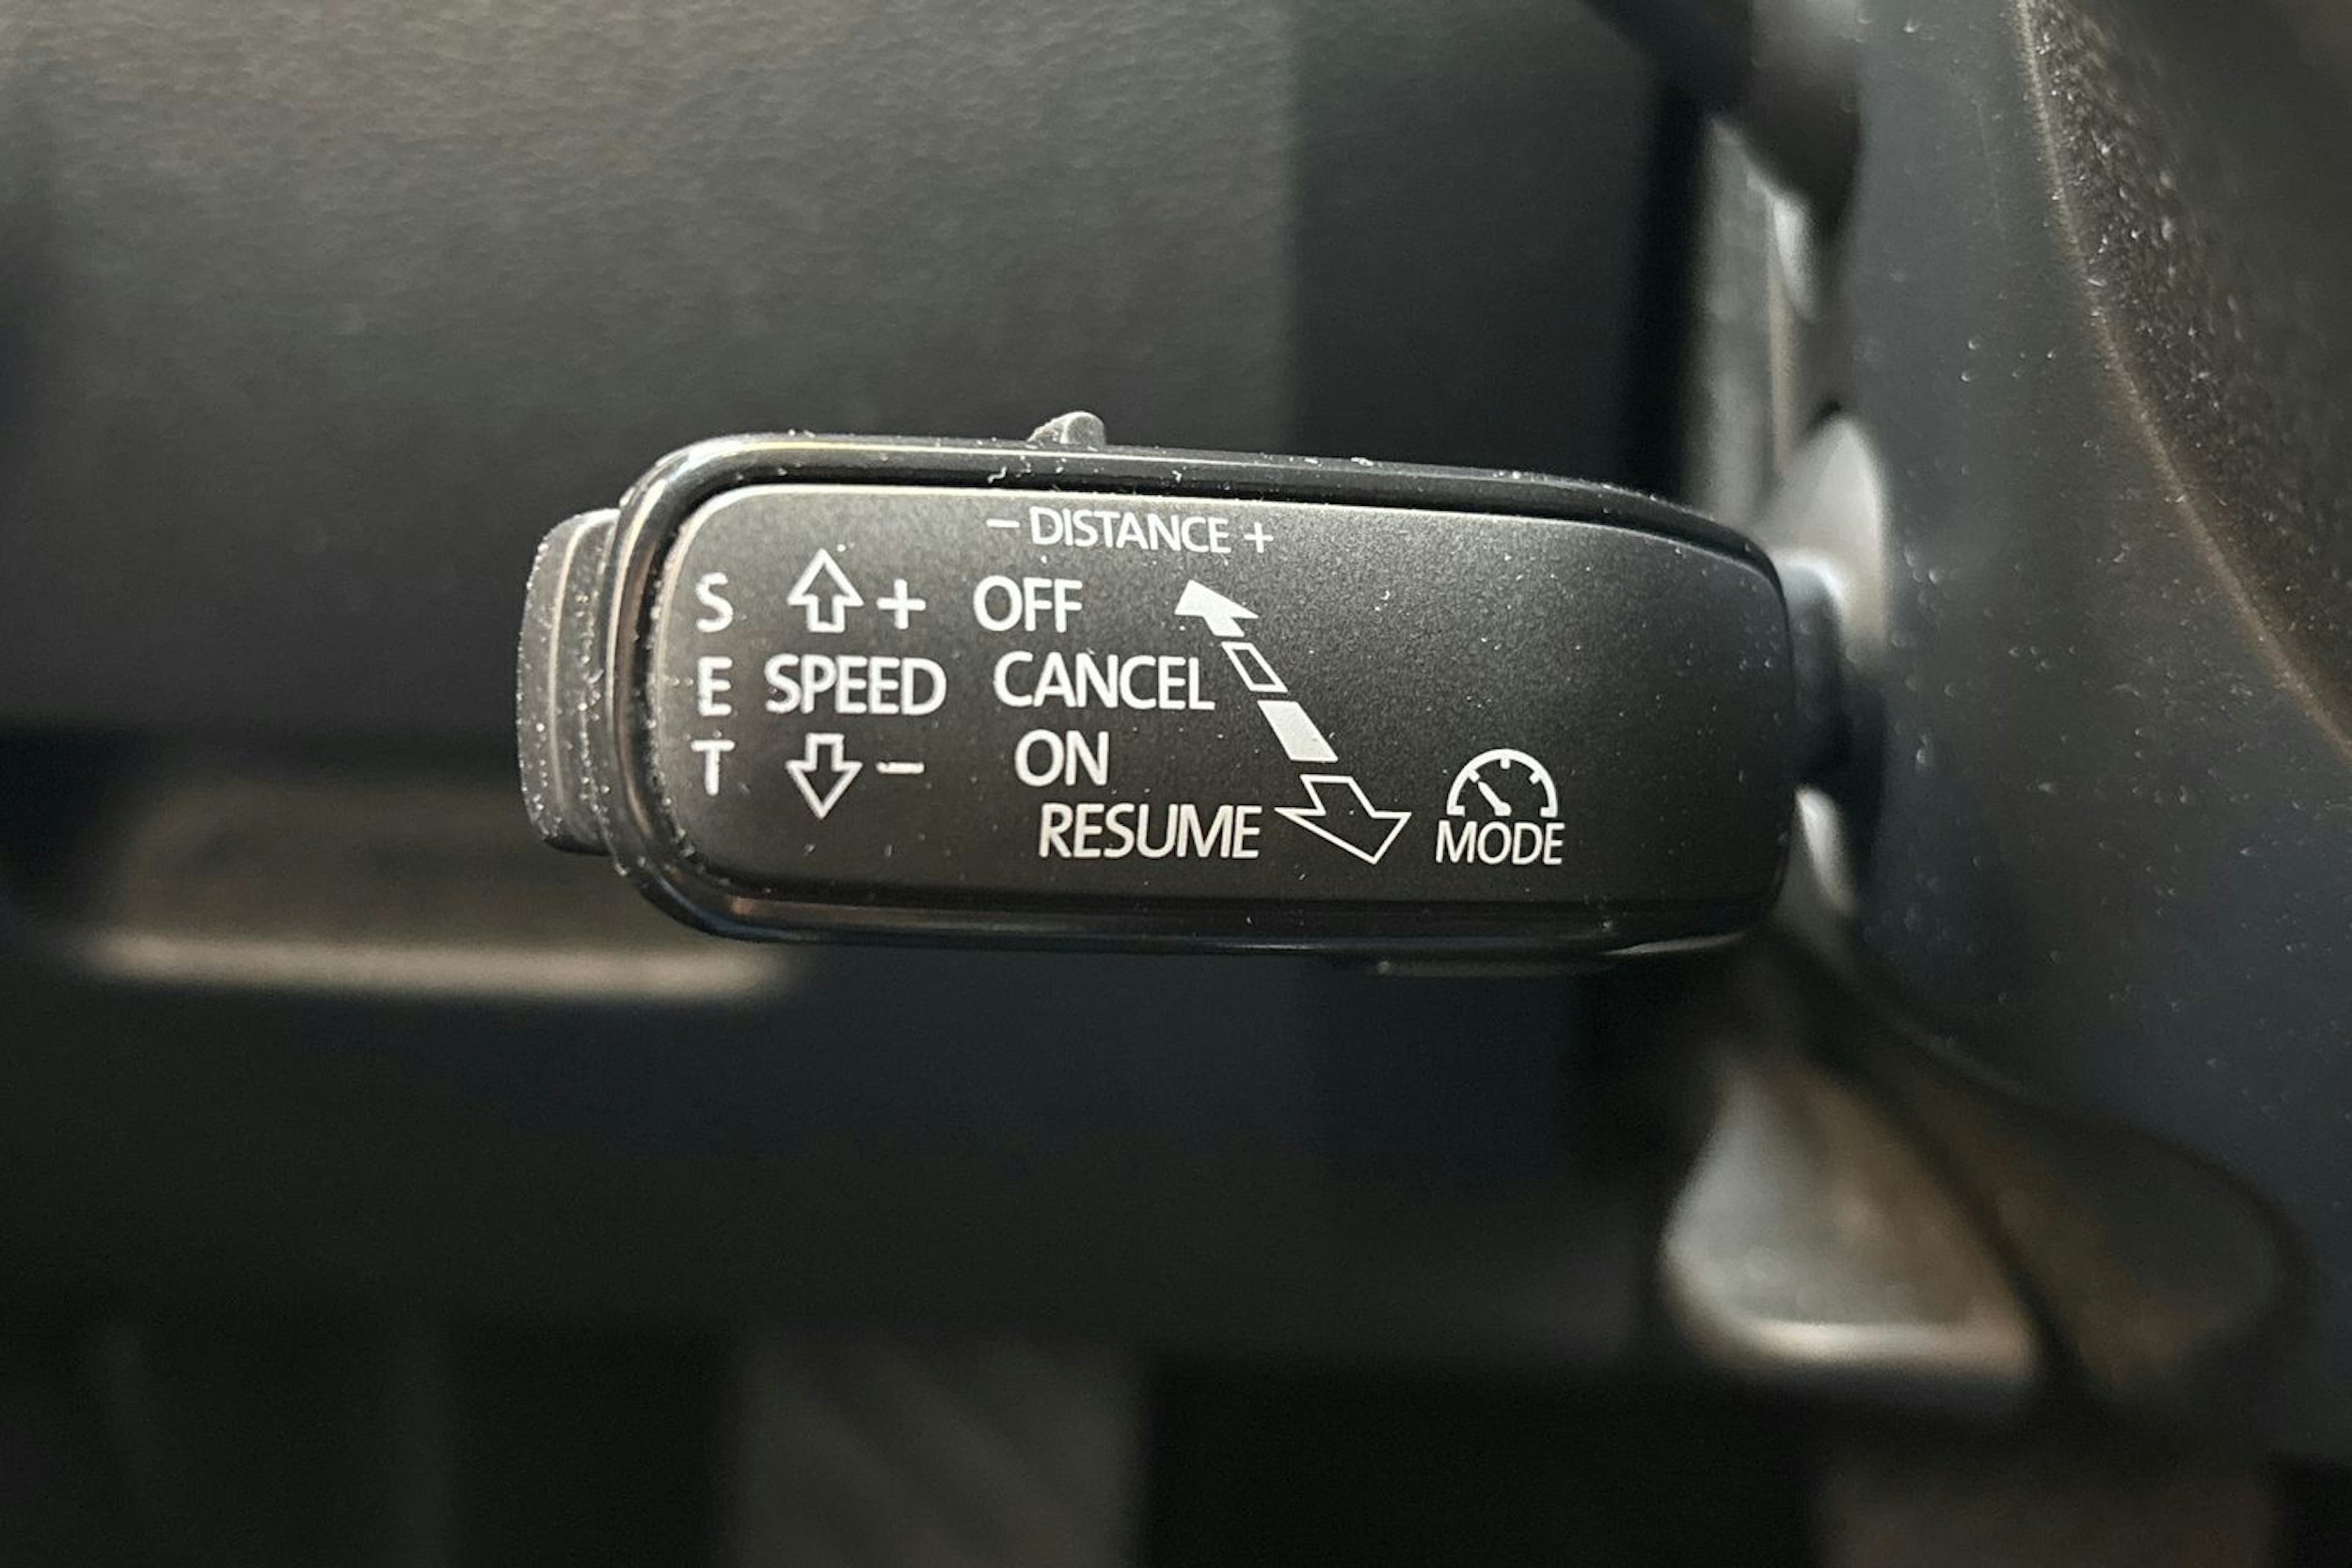 − DISTANCE +
S + OFF
E SPEED CANCEL
T − ON
RESUME
MODE